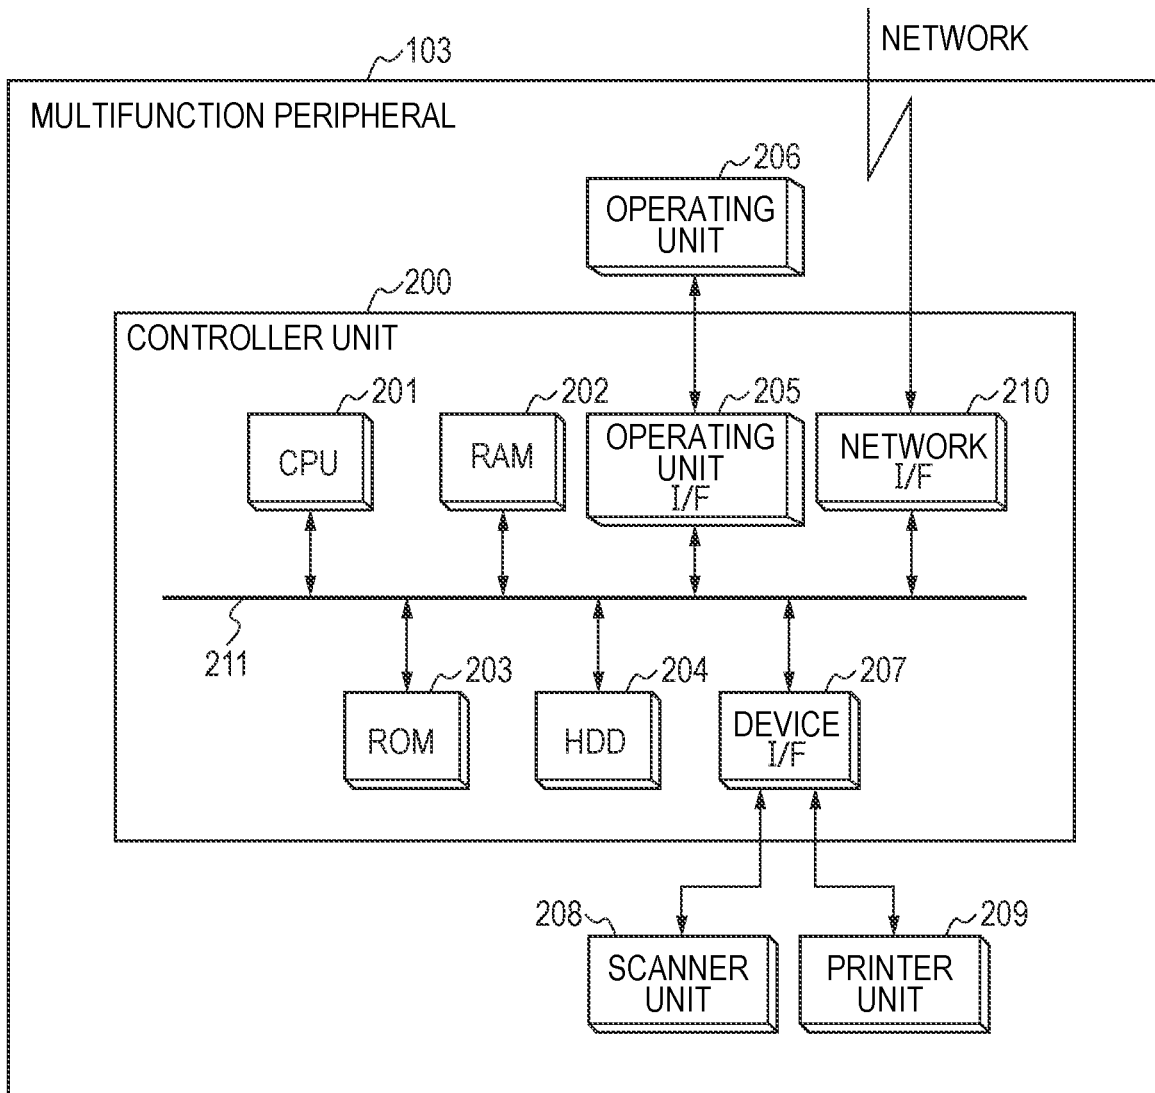 NETWORK
103
MULTIFUNCTION PERIPHERAL
206
OPERATING
UNIT
200
CONTROLLER UNIT
201
CPU
202
RAM
205
OPERATING
UNIT
I/F
210
NETWORK
I/F
211
203
ROM
204
HDD
207
DEVICE
I/F
208
SCANNER
UNIT
209
PRINTER
UNIT